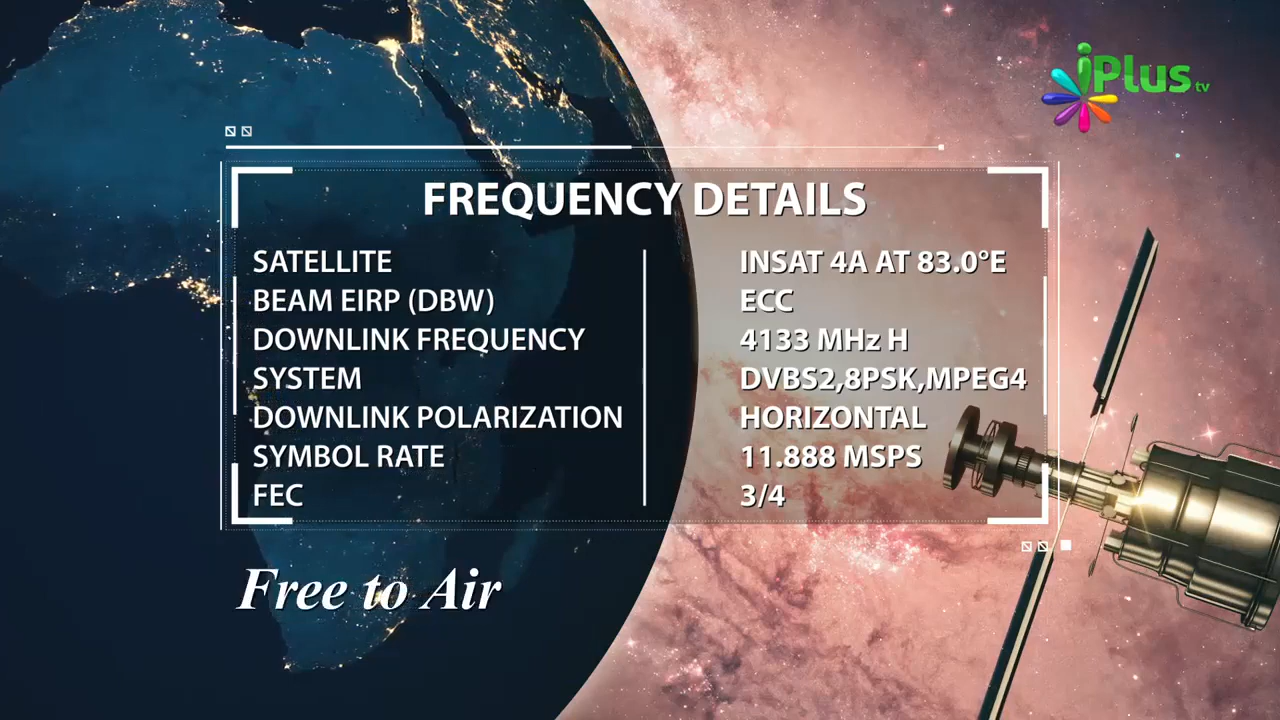 iPlus tv
FREQUENCY DETAILS
SATELLITE INSAT 4A AT 83.0°E
BEAM EIRP (DBW) ECC
DOWNLINK FREQUENCY 4133 MHz H
SYSTEM DVBS2,8PSK,MPEG4
DOWNLINK POLARIZATION HORIZONTAL
SYMBOL RATE 11.888 MSPS
FEC 3/4
Free to Air